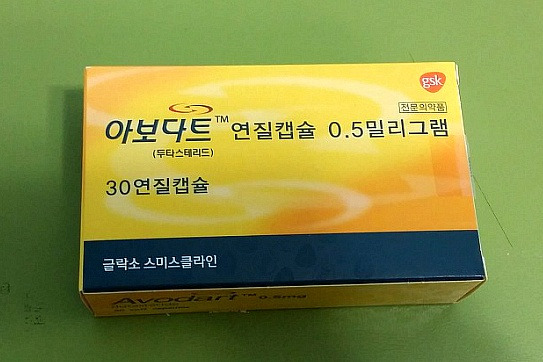 gsk
전문의약품
아보다트™ 연질캡슐 0.5밀리그램
(두타스테리드)
30연질캡슐
글락소 스미스클라인
Avodart™ 0.5mg